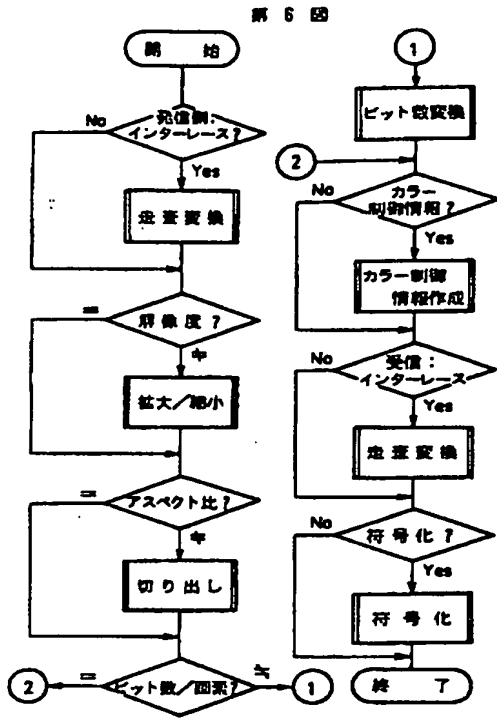 第 6 図
開 始
発信側:
インターレース?
No
Yes
走査変換
解像度?
=
≠
拡大/縮小
アスペクト比?
=
≠
切り出し
ビット数/画素?
=
≠
2
1
1
ビット数変換
2
カラー
制御情報?
No
Yes
カラー制御
情報作成
受信:
インターレース
No
Yes
走査変換
符号化?
No
Yes
符号化
終 了